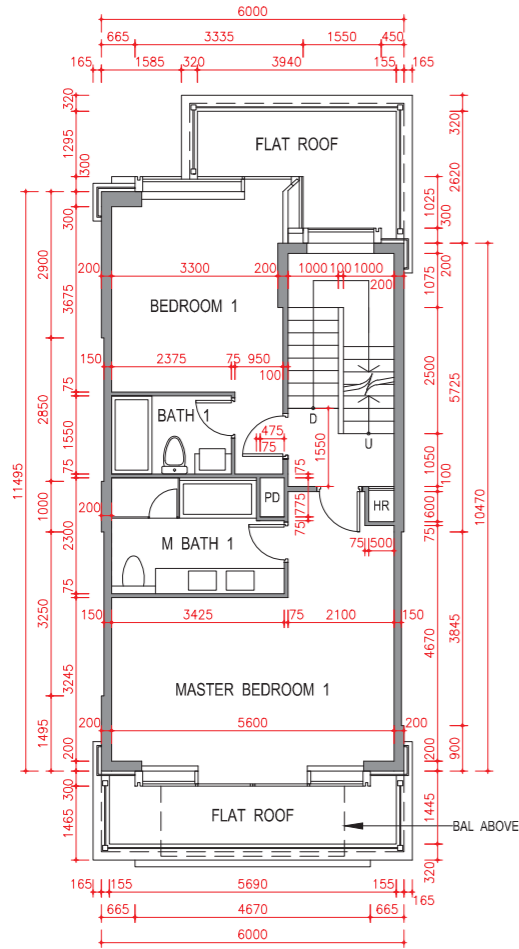 6000
665 3335 1550 450
165 1585 320 3940 155 165
320
1295
300
FLAT ROOF
320
2620
1025
300
300
200 3300 200 1000 100 1000 200
1075
200
2900
3675
BEDROOM 1
150 2375 75 950
100
2500
5725
75
BATH 1
2850
1550
475
75
1550
D
U
11495
75
75
1050
100
10470
1000
200
PD
775
HR
600
2300
M BATH 1
75
75 500
75
75
150 3425 75 2100 150
3250
3245
4670
3845
MASTER BEDROOM 1
200 5600 200
1495
200
200
900
300
1465
FLAT ROOF
1445
BAL ABOVE
320
165 155 5690 155 165
665 4670 665
6000